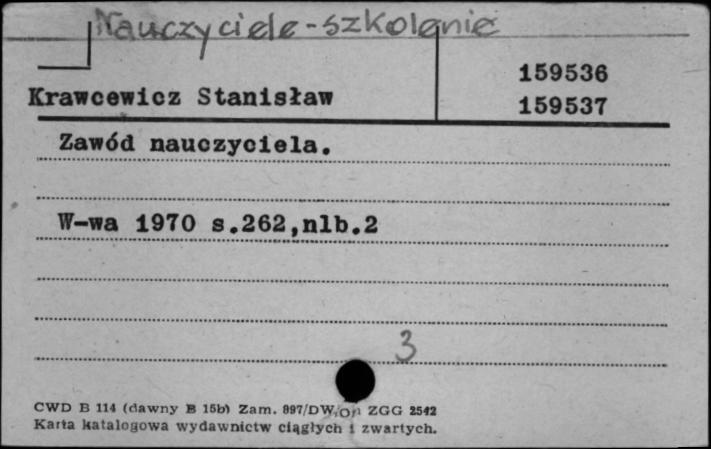 Nauczyciele-szkolenie
159536
Krawcewicz Stanisław
159537
Zawód nauczyciela.
W-wa 1970 s.262,nlb.2
3
CWD B 114 (dawny B 15b) Zam. 897/DW/Op ZGG 2542
Karta katalogowa wydawnictw ciągłych i zwartych.